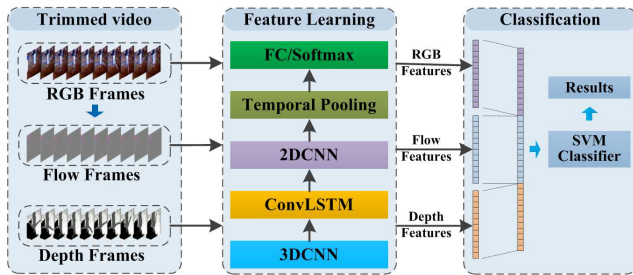 Trimmed video
RGB Frames
Flow Frames
Depth Frames
Feature Learning
FC/Softmax
Temporal Pooling
2DCNN
ConvLSTM
3DCNN
RGB
Features
Flow
Features
Depth
Features
Classification
Results
SVM
Classifier